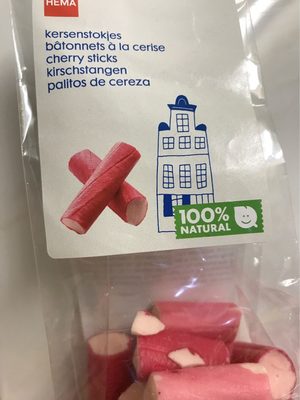 HEMA
kersenstokjes
bâtonnets à la cerise
cherry sticks
kirschstangen
palitos de cereza
100%
NATURAL